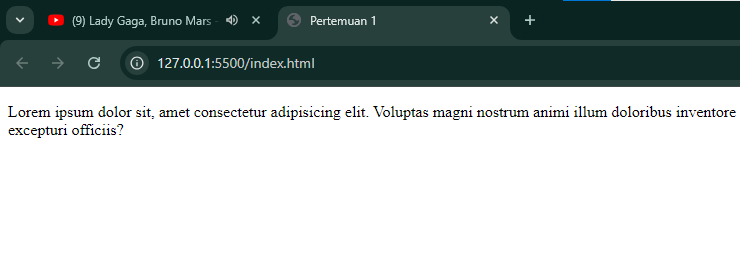 (9) Lady Gaga, Bruno Mars -
Pertemuan 1
127.0.0.1:5500/index.html
Lorem ipsum dolor sit, amet consectetur adipisicing elit. Voluptas magni nostrum animi illum doloribus inventore
excepturi officiis?